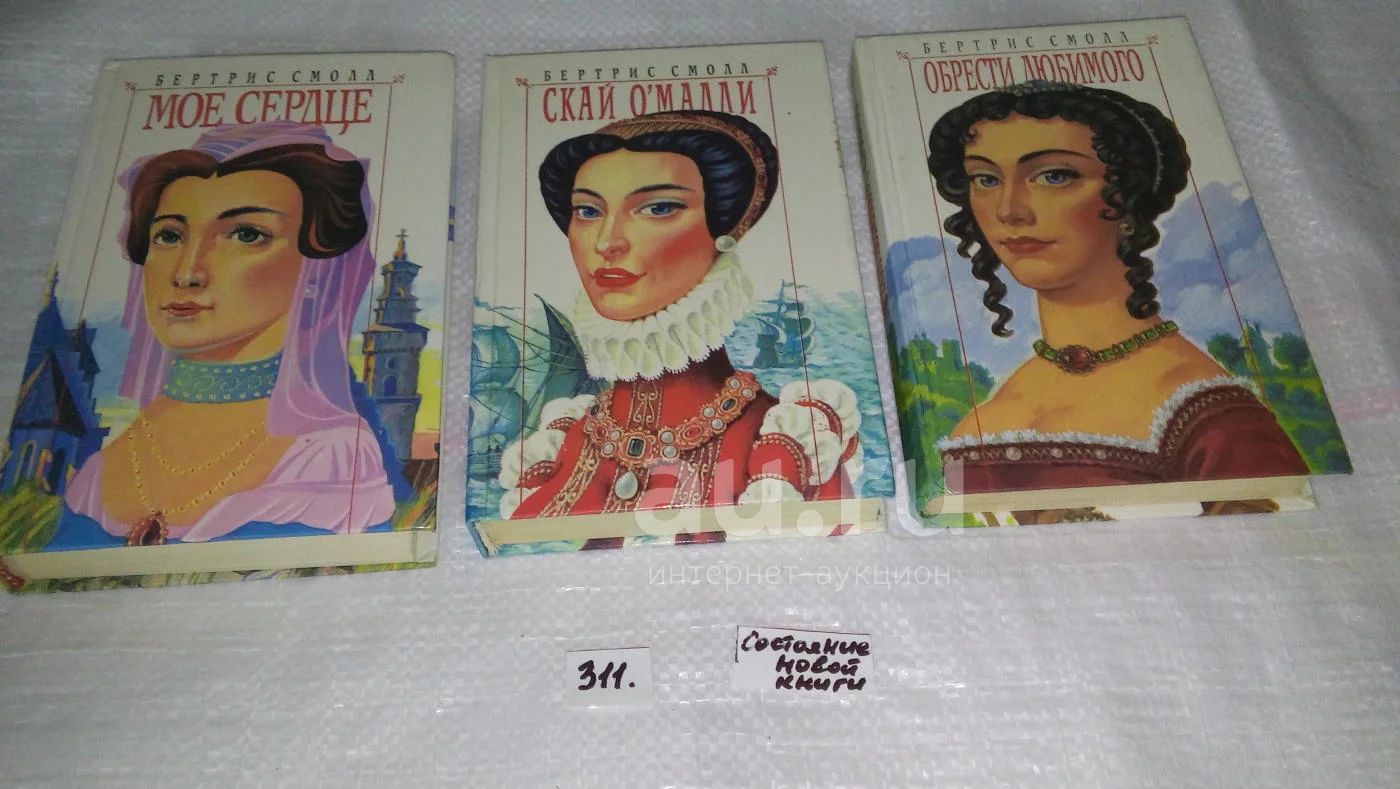 БЕРТРИС СМОЛЛ
МОЕ СЕРДЦЕ
БЕРТРИС СМОЛЛ
СКАЙ О'МАЛЛИ
БЕРТРИС СМОЛЛ
ОБРЕСТИ ЛЮБИМОГО
au.ru
интернет-аукцион
311.
Состояние
новой
книги